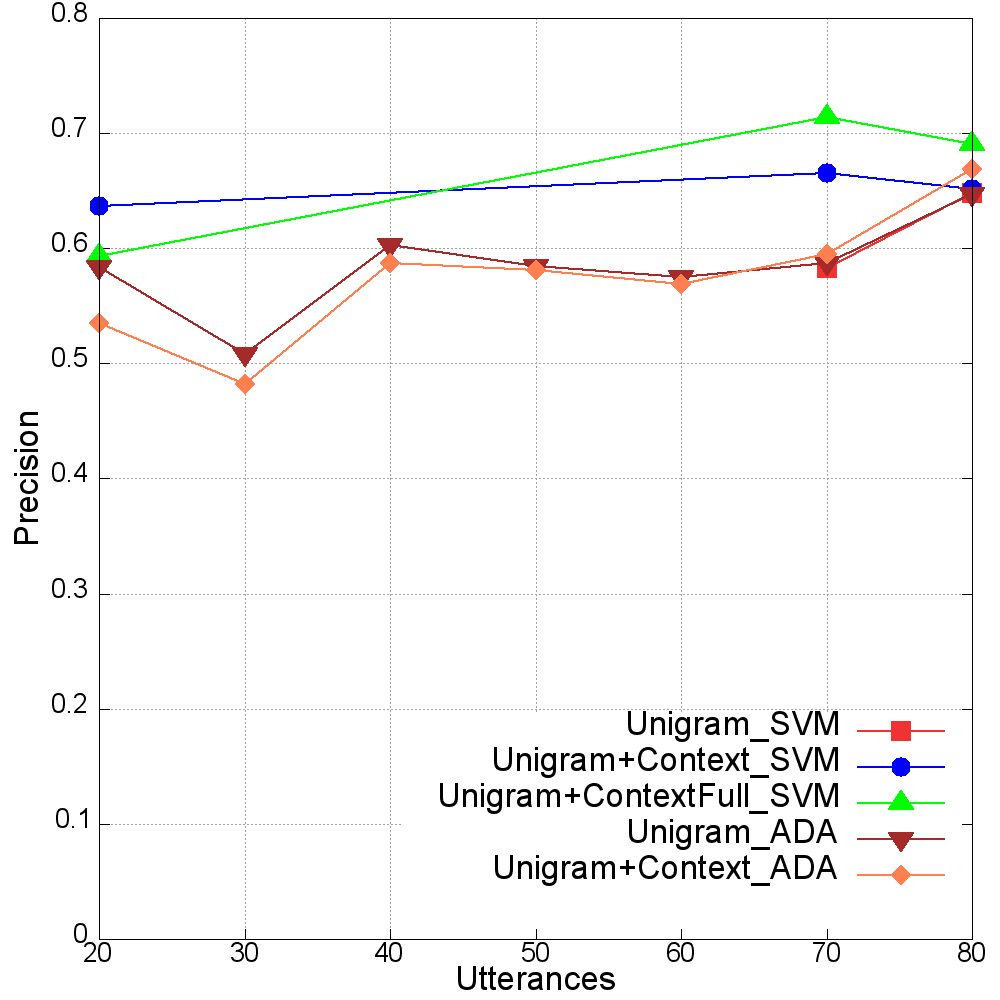 0.8
0.7
0.6
0.5
0.4
0.3
0.2
0.1
0
Precision
Unigram_SVM
Unigram+Context_SVM
Unigram+ContextFull_SVM
Unigram_ADA
Unigram+Context_ADA
20 30 40 50 60 70 80
Utterances